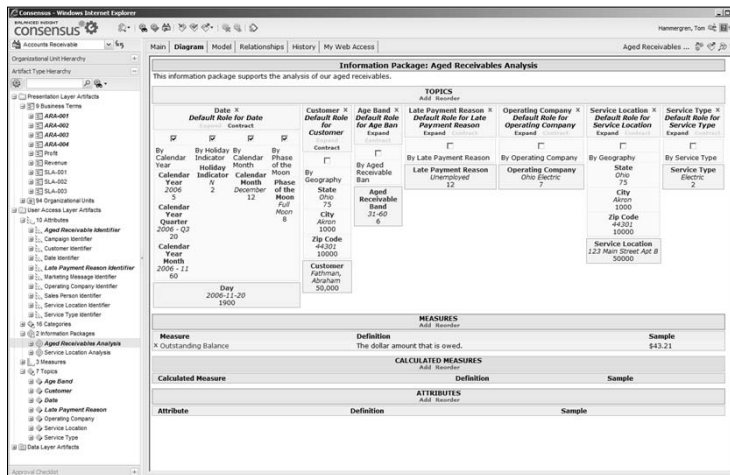 Consensus - Windows Internet Explorer
BALANCED INSIGHT
consensus
Hammergren, Tom
Accounts Receivable
Main | Diagram | Model | Relationships | History | My Web Access
Aged Receivables ...
Organizational Unit Hierarchy
Artifact Type Hierarchy
Presentation Layer Artifacts
9 Business Terms
ARA-001
ARA-002
ARA-003
ARA-004
Profit
Revenue
SLA-001
SLA-002
SLA-003
94 Organizational Units
User Access Layer Artifacts
10 Attributes
Aged Receivable Identifier
Campaign Identifier
Customer Identifier
Date Identifier
Late Payment Reason Identifier
Marketing Message Identifier
Operating Company Identifier
Sales Person Identifier
Service Location Identifier
Service Type Identifier
16 Categories
2 Information Packages
Aged Receivables Analysis
Service Location Analysis
3 Measures
7 Topics
Age Band
Customer
Date
Late Payment Reason
Operating Company
Service Location
Service Type
Data Layer Artifacts
Approval Checklist
Information Package: Aged Receivables Analysis
This information package supports the analysis of our aged receivables.
TOPICS
Add Reorder
Date ×
Default Role for Date
Expand Contract
By Calendar Year
Calendar Year
2006
5
Calendar Year Quarter
2006 - Q3
20
Calendar Year Month
2006 - 11
60
By Holiday Indicator
Holiday Indicator
N
2
By Calendar Month
Calendar Month
December
12
By Phase of the Moon
Phase of the Moon
Full Moon
8
Day
2006-11-20
1900
Customer ×
Default Role for Customer
Expand
Contract
By Geography
State
Ohio
75
City
Akron
1000
Zip Code
44301
10000
Customer
Fathman, Abraham
50,000
Age Band ×
Default Role for Age Ban
Expand
Contract
By Aged Receivable Ban
Aged Receivable Band
31-60
6
Late Payment Reason ×
Default Role for Late Payment Reason
Expand Contract
By Late Payment Reason
Late Payment Reason
Unemployed
12
Operating Company ×
Default Role for Operating Company
Expand Contract
By Operating Company
Operating Company
Ohio Electric
7
Service Location ×
Default Role for Service Location
Expand Contract
By Geography
State
Ohio
75
City
Akron
1000
Zip Code
44301
10000
Service Location
123 Main Street Apt B
50000
Service Type ×
Default Role for Service Type
Expand Contract
By Service Type
Service Type
Electric
2
MEASURES
Add Reorder
Measure Definition Sample
× Outstanding Balance The dollar amount that is owed. $43.21
CALCULATED MEASURES
Add Reorder
Calculated Measure Definition Sample
ATTRIBUTES
Add Reorder
Attribute Definition Sample